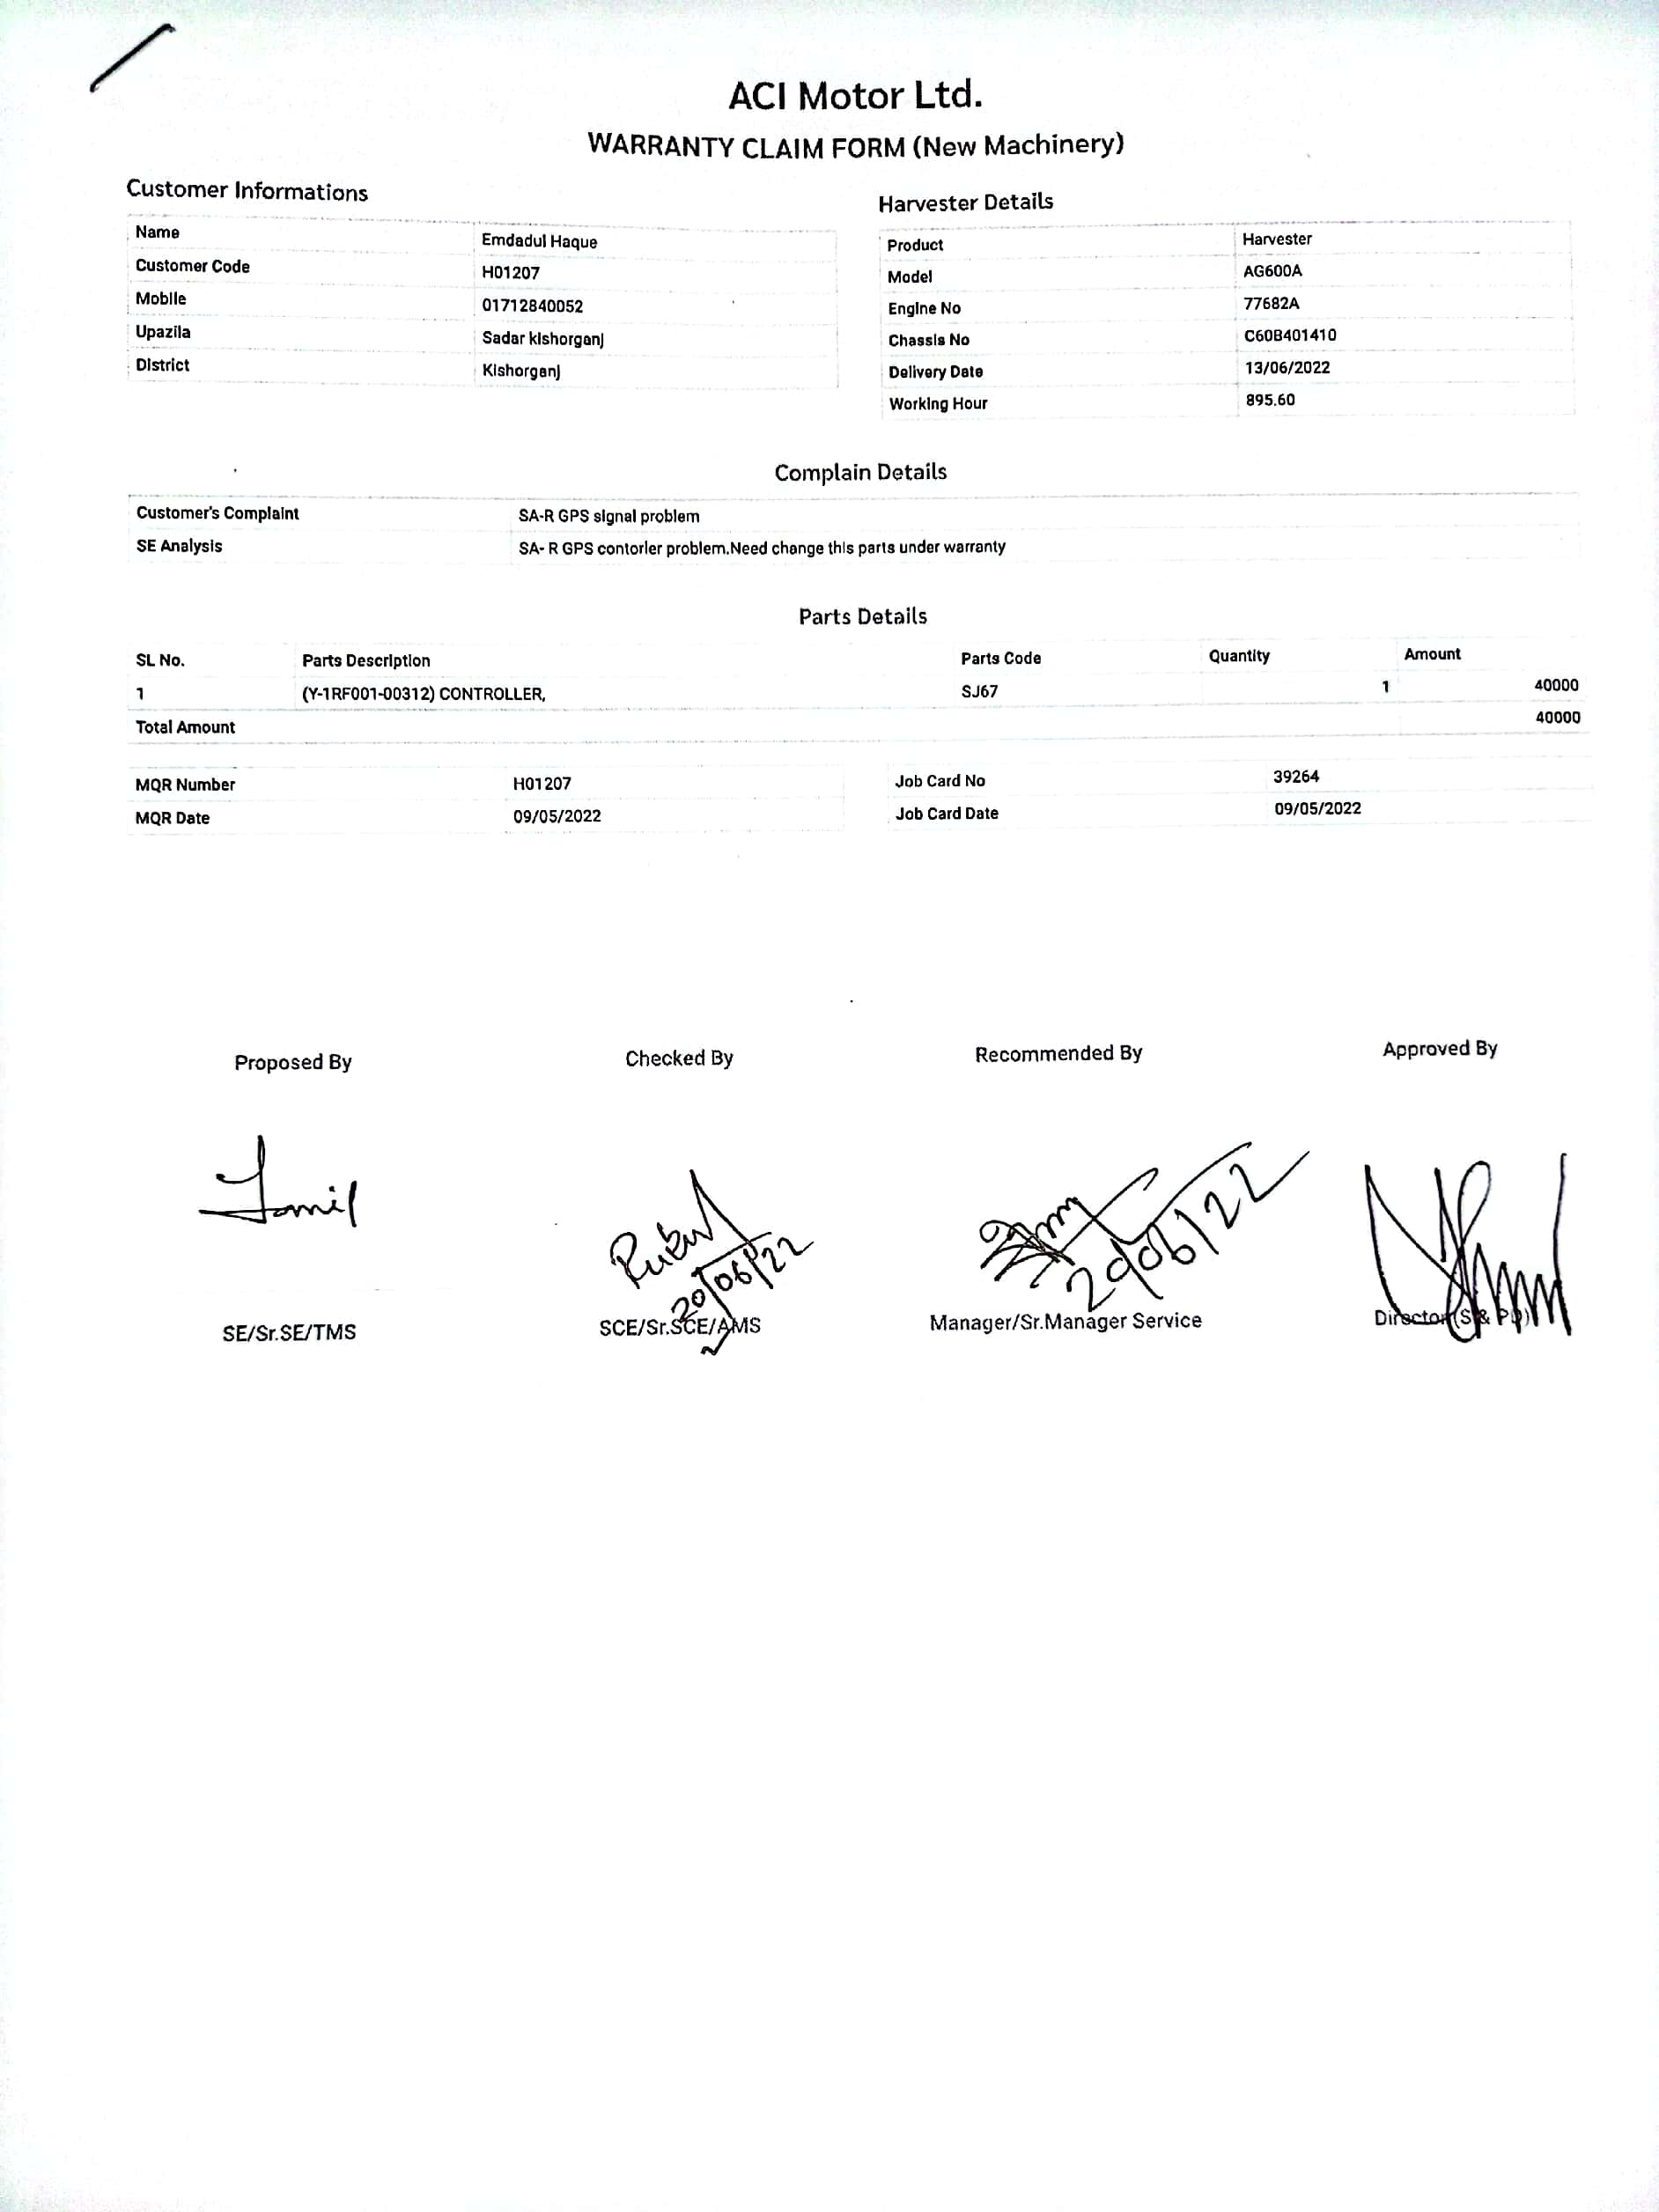 ACI Motor Ltd.
WARRANTY CLAIM FORM (New Machinery)
Customer Informations
Name Emdadul Haque
Customer Code H01207
Mobile 01712840052
Upazila Sadar kishorganj
District Kishorganj
Harvester Details
Product Harvester
Model AG600A
Engine No 77682A
Chassis No C60B401410
Delivery Date 13/06/2022
Working Hour 895.60
Complain Details
Customer's Complaint SA-R GPS signal problem
SE Analysis SA- R GPS contorler problem.Need change this parts under warranty
Parts Details
SL No. Parts Description Parts Code Quantity Amount
1 (Y-1RF001-00312) CONTROLLER, SJ67 1 40000
Total Amount 40000
MQR Number H01207
MQR Date 09/05/2022
Job Card No 39264
Job Card Date 09/05/2022
Proposed By Checked By Recommended By Approved By
20/06/22 20/06/22
SE/Sr.SE/TMS SCE/Sr.SCE/AMS Manager/Sr.Manager Service Director (S & PD)